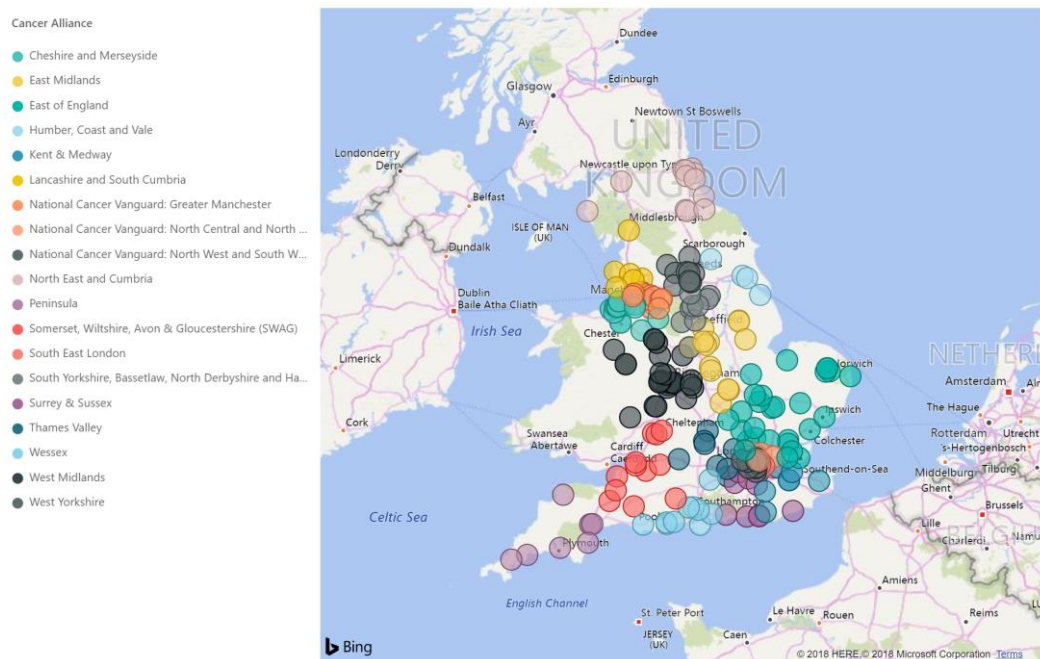 Cancer Alliance
Cheshire and Merseyside
East Midlands
East of England
Humber, Coast and Vale
Kent & Medway
Lancashire and South Cumbria
National Cancer Vanguard: Greater Manchester
National Cancer Vanguard: North Central and North ...
National Cancer Vanguard: North West and South W...
North East and Cumbria
Peninsula
Somerset, Wiltshire, Avon & Gloucestershire (SWAG)
South East London
South Yorkshire, Bassetlaw, North Derbyshire and Ha...
Surrey & Sussex
Thames Valley
Wessex
West Midlands
West Yorkshire
Dundee
Glasgow
Edinburgh
Newtown St Boswells
Ayr
UNITED
KINGDOM
Londonderry
Derry
Newcastle upon Ty
Belfast
ISLE OF MAN
(UK)
Middlesbrough
Scarborough
Dundalk
Dublin
Baile Atha Cliath
Irish Sea
Chester
Limerick
Norwich
NETHER
Amsterdam
The Hague
Rotterdam
Utrech
's-Hertogenbosch
Cork
Swansea
Abertawe
Cheltenham
Ipswich
Colchester
Cardiff
Southend-on-Sea
Middelburg
Tilburg
Ghent
Brussels
Celtic Sea
Southampton
Plymouth
Lille
Charleroi
Namu
BELGIU
English Channel
Amiens
St. Peter Port
JERSEY
(UK)
Le Havre
Rouen
Reims
Caen
Bing
© 2018 HERE,© 2018 Microsoft Corporation Terms